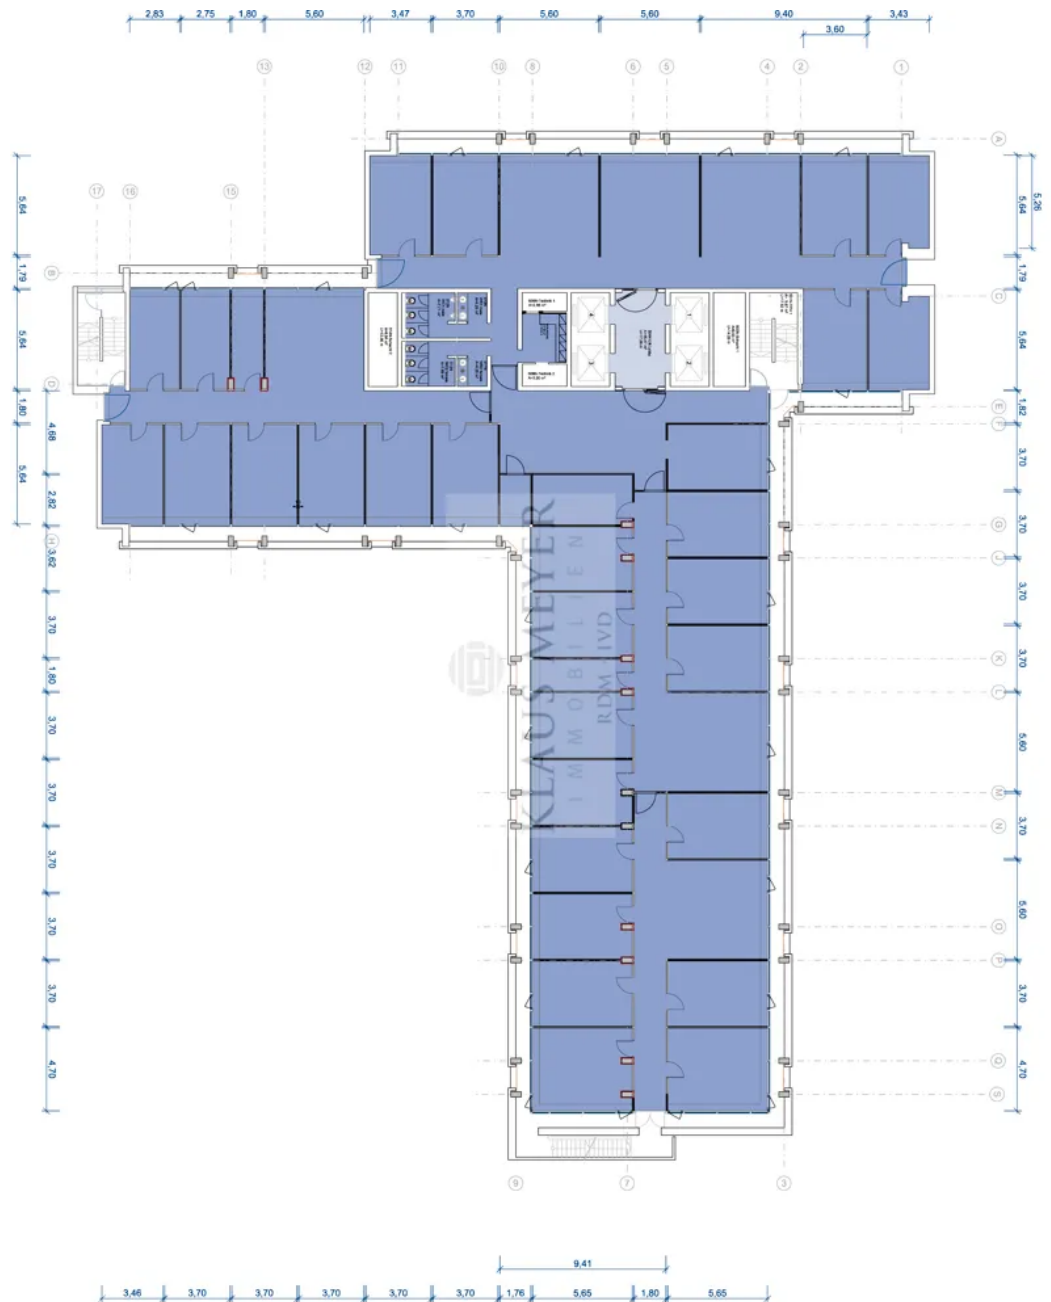 2,83 2,75 1,80 5,60 3,47 3,70 5,60 5,60 9,40 3,43
3,60
13 12 11 10 8 6 5 4 2 1
A
17 16 15
5,64 5,64 5,26
B
1,79 1,79
C
5,64 5,64
4 1
3 2
D
1,80 1,82
E
F
4,68 3,70
5,64
2,82
G
3,70
H
J
3,62 3,70
3,70 K
3,70
1,80 L
3,70 5,60
3,70 M
N
3,70 3,70
3,70 5,60
O
3,70 P
3,70
4,70 Q
4,70
S
KLAUS MEYER
IMMOBILIEN
RDM IVD
9 7 3
9,41
3,46 3,70 3,70 3,70 3,70 3,70 1,76 5,65 1,80 5,65